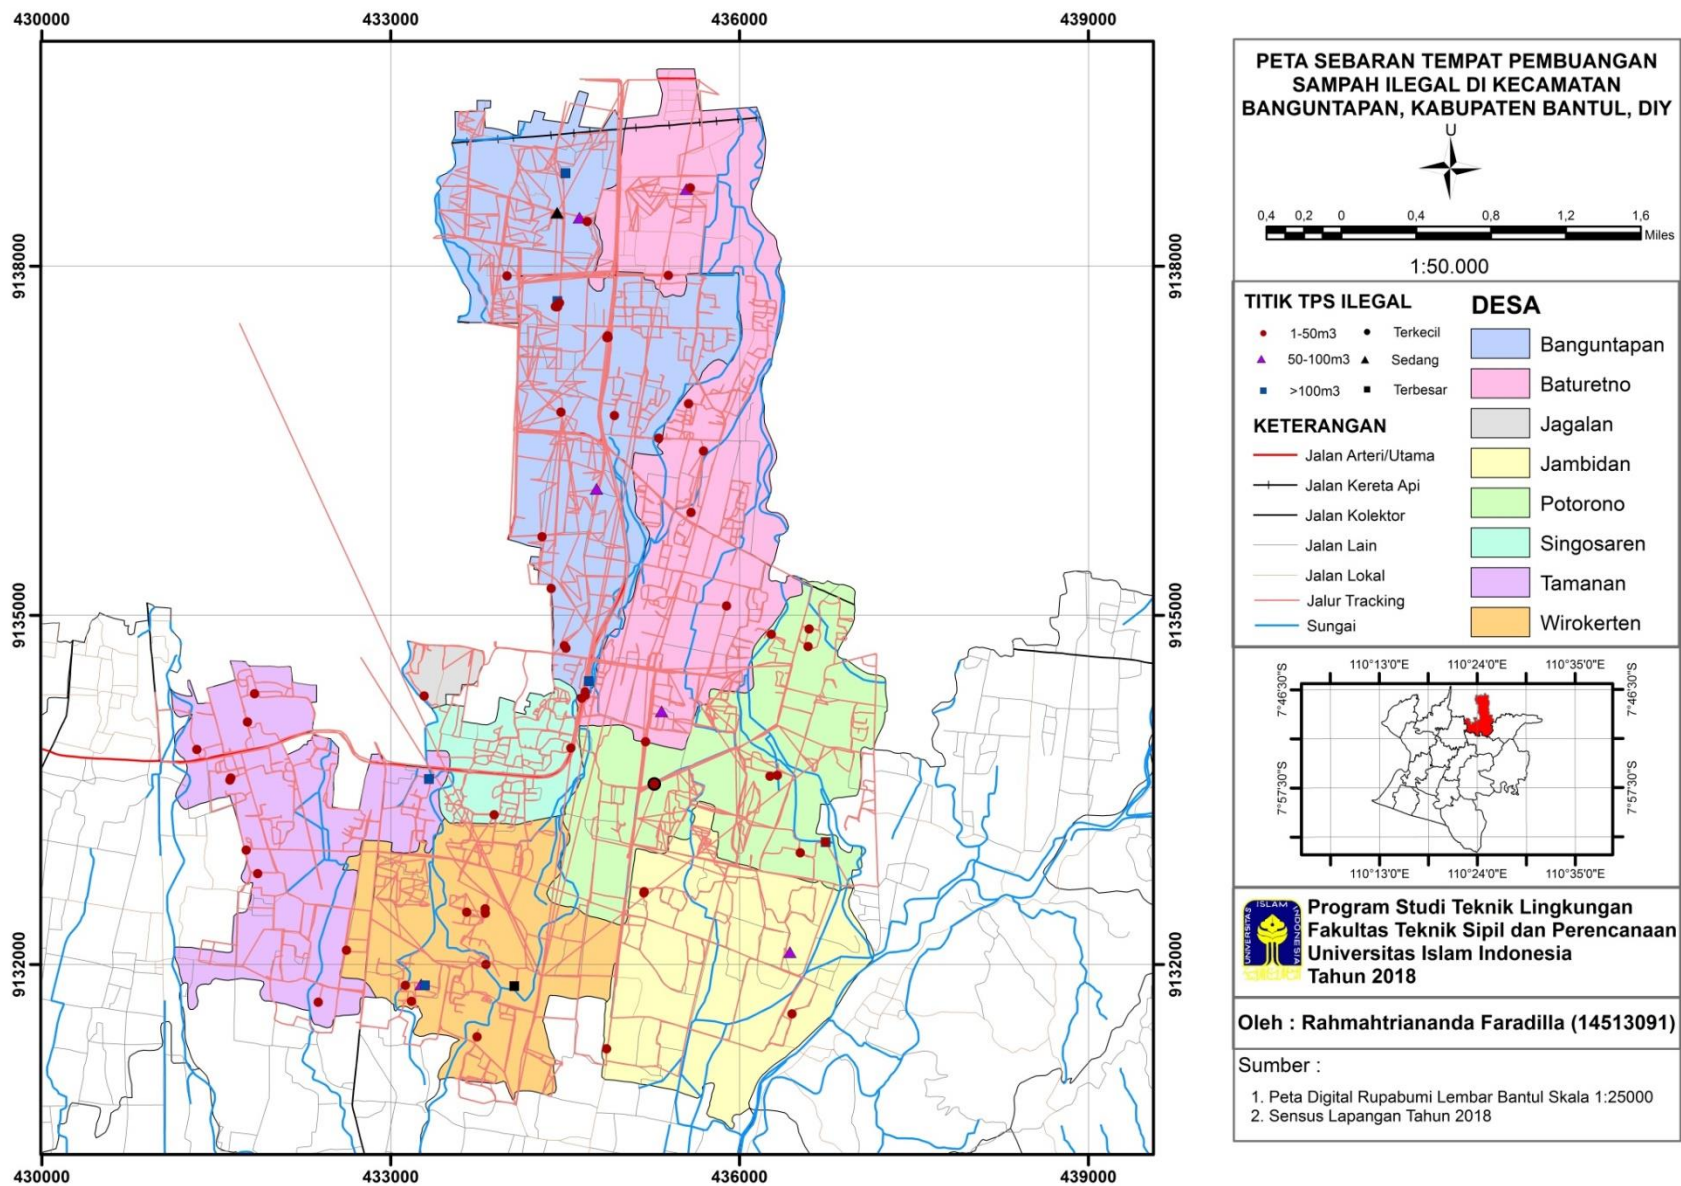 430000
433000
436000
439000
9138000
9135000
9132000
9138000
9135000
9132000
430000
433000
436000
439000
PETA SEBARAN TEMPAT PEMBUANGAN
SAMPAH ILEGAL DI KECAMATAN
BANGUNTAPAN, KABUPATEN BANTUL, DIY
U
0,4 0,2 0 0,4 0,8 1,2 1,6
Miles
1:50.000
TITIK TPS ILEGAL
1-50m3 Terkecil
50-100m3 Sedang
>100m3 Terbesar
KETERANGAN
Jalan Arteri/Utama
Jalan Kereta Api
Jalan Kolektor
Jalan Lain
Jalan Lokal
Jalur Tracking
Sungai
DESA
Banguntapan
Baturetno
Jagalan
Jambidan
Potorono
Singosaren
Tamanan
Wirokerten
110°13'0"E 110°24'0"E 110°35'0"E
7°46'30"S
7°57'30"S
7°46'30"S
7°57'30"S
110°13'0"E 110°24'0"E 110°35'0"E
UNIVERSITAS ISLAM INDONESIA
Program Studi Teknik Lingkungan
Fakultas Teknik Sipil dan Perencanaan
Universitas Islam Indonesia
Tahun 2018
Oleh : Rahmahtriananda Faradilla (14513091)
Sumber :
1. Peta Digital Rupabumi Lembar Bantul Skala 1:25000
2. Sensus Lapangan Tahun 2018